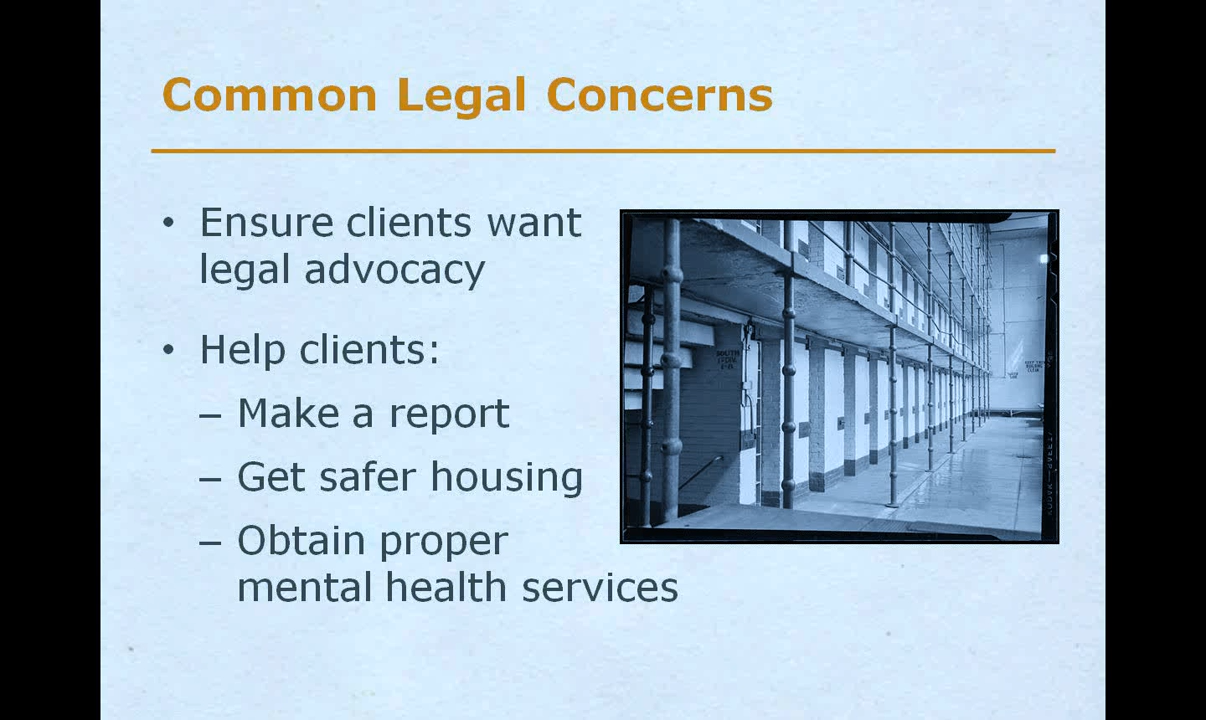 Common Legal Concerns
• Ensure clients want
legal advocacy
• Help clients:
– Make a report
– Get safer housing
– Obtain proper
mental health services
SOUTH